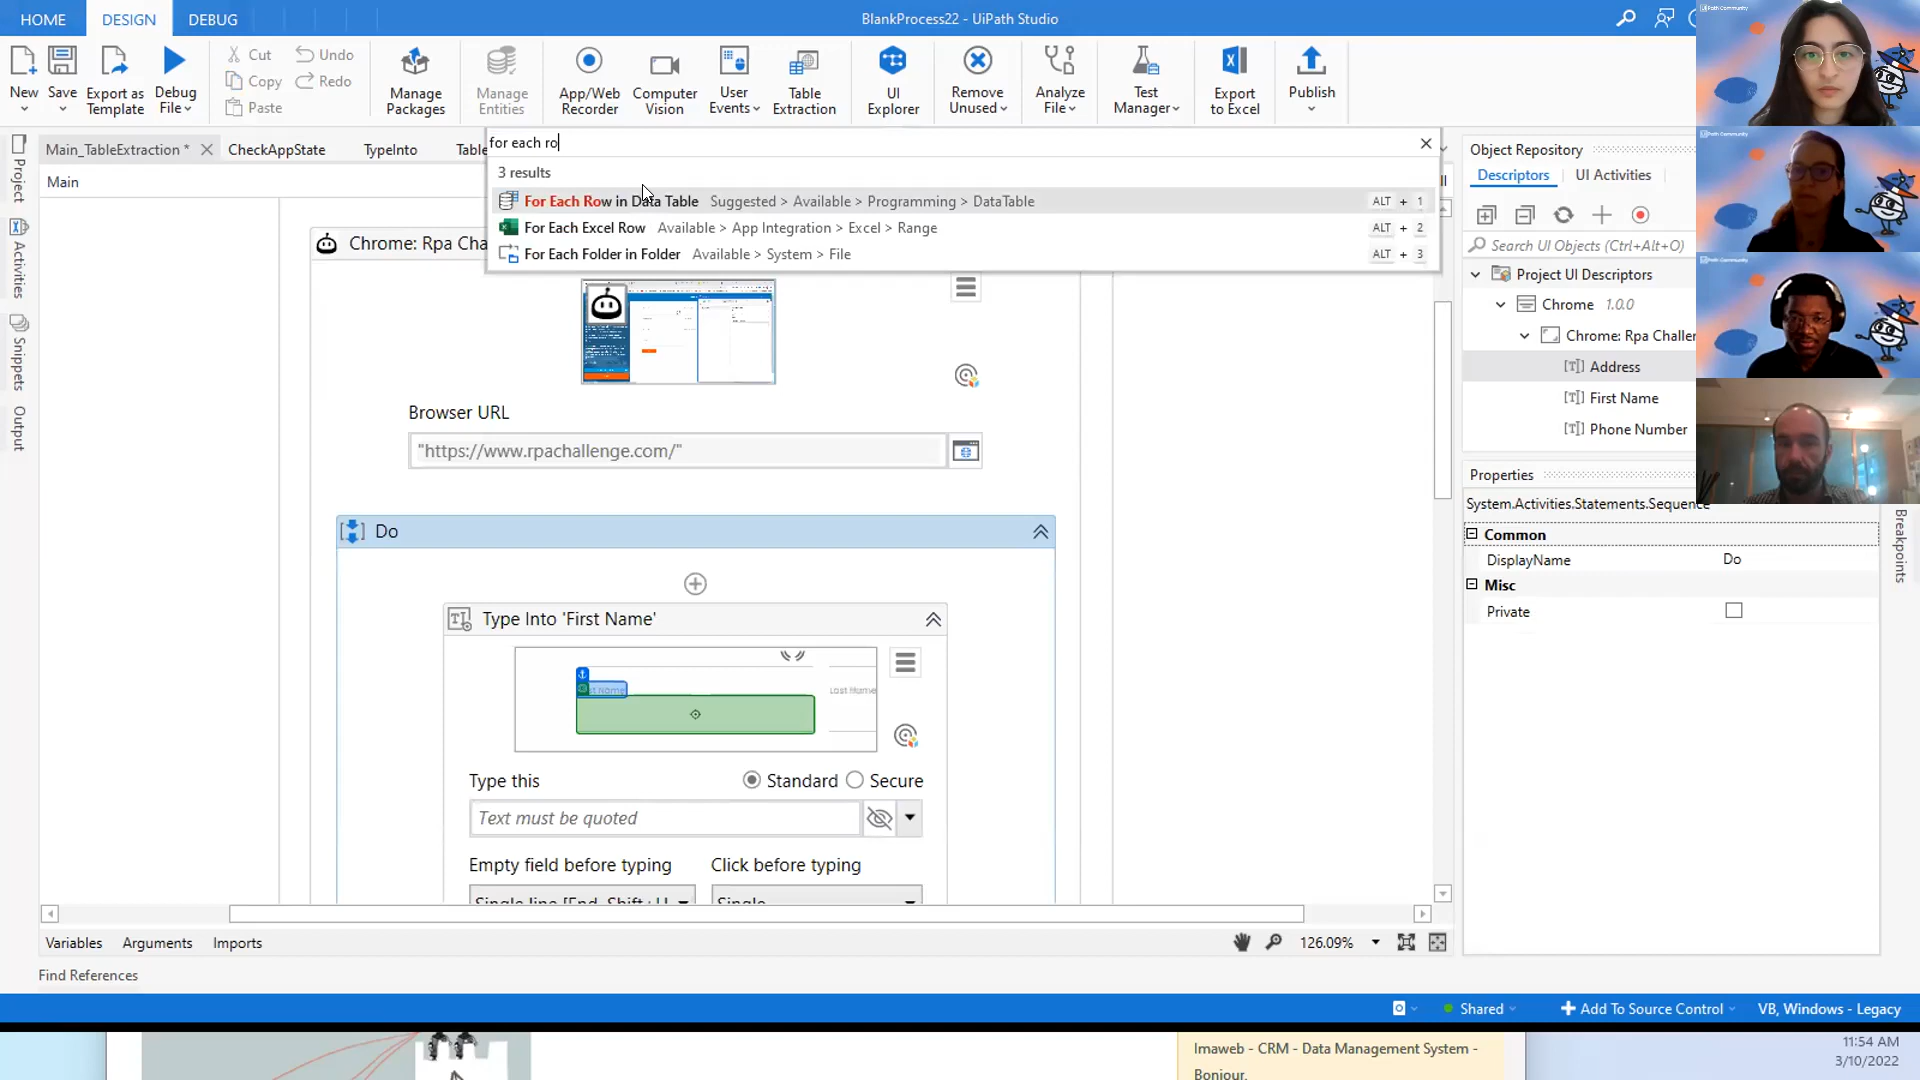 HOME DESIGN DEBUG
BlankProcess22 - UiPath Studio
New
Save
Export as Template
Debug File
Cut
Copy
Paste
Undo
Redo
Manage Packages
Manage Entities
App/Web Recorder
Computer Vision
User Events
Table Extraction
UI Explorer
Remove Unused
Analyze File
Test Manager
Export to Excel
Publish
Main_TableExtraction * CheckAppState TypeInto
for each ro
3 results
For Each Row in Data Table Suggested > Available > Programming > DataTable ALT + 1
For Each Excel Row Available > App Integration > Excel > Range ALT + 2
For Each Folder in Folder Available > System > File ALT + 3
Main
Project
Activities
Snippets
Output
Chrome: Rpa Cha
Browser URL
"https://www.rpachallenge.com/"
Do
Type Into 'First Name'
Last Name
Type this Standard Secure
Text must be quoted
Empty field before typing Click before typing
Single line [End, Shift+H
Single
Variables Arguments Imports
126.09%
Find References
Object Repository
Descriptors UI Activities
Search UI Objects (Ctrl+Alt+O)
Project UI Descriptors
Chrome 1.0.0
Chrome: Rpa Challer
Address
First Name
Phone Number
Properties
System.Activities.Statements.Sequence
Common
DisplayName Do
Misc
Private
Breakpoints
Shared Add To Source Control VB, Windows - Legacy
Imaweb - CRM - Data Management System -
Bonjour,
11:54 AM
3/10/2022